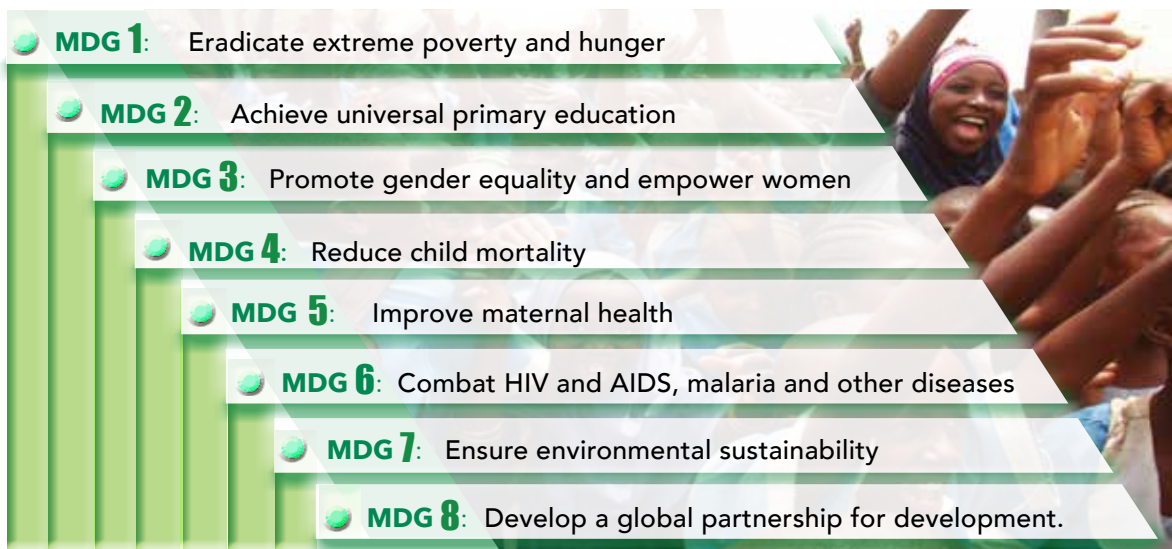 MDG 1: Eradicate extreme poverty and hunger
MDG 2: Achieve universal primary education
MDG 3: Promote gender equality and empower women
MDG 4: Reduce child mortality
MDG 5: Improve maternal health
MDG 6: Combat HIV and AIDS, malaria and other diseases
MDG 7: Ensure environmental sustainability
MDG 8: Develop a global partnership for development.